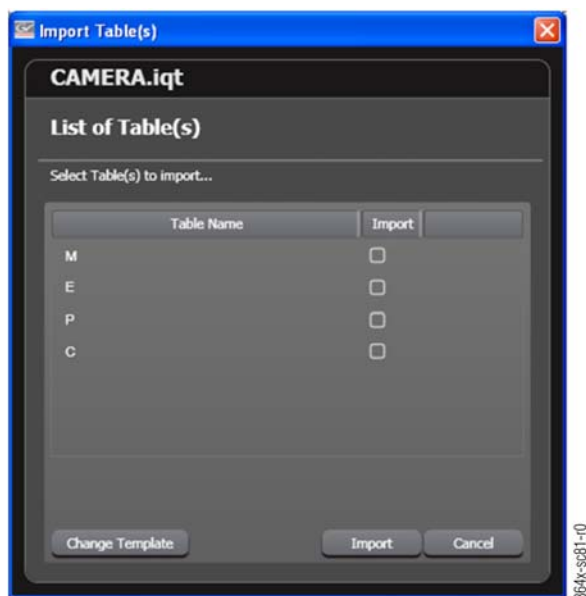 Import Table(s)
CAMERA.iqt
List of Table(s)
Select Table(s) to import...
Table Name Import
M
E
P
C
Change Template Import Cancel
864x-sc81-r0